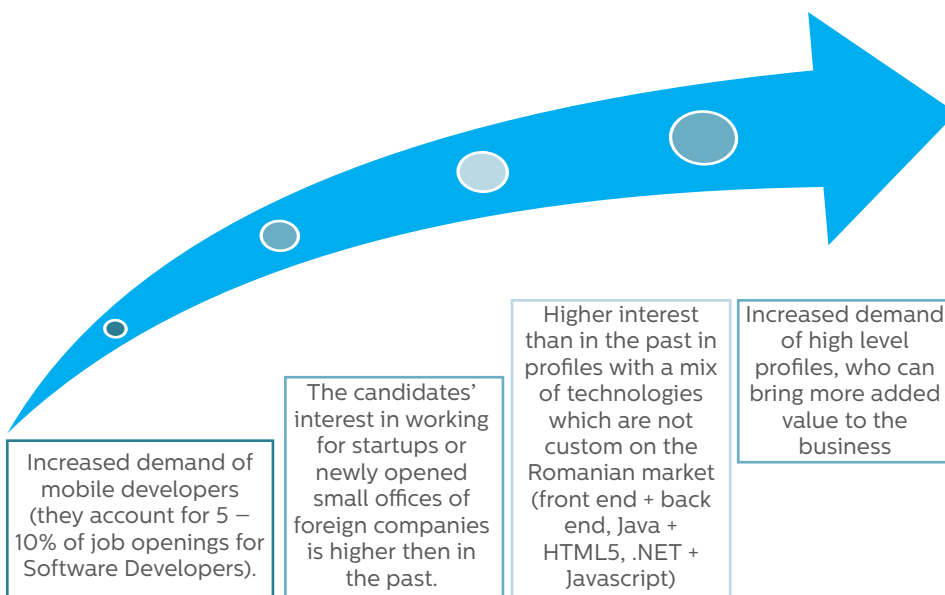 Increased demand of
mobile developers
(they account for 5 –
10% of job openings for
Software Developers).
The candidates'
interest in working
for startups or
newly opened
small offices of
foreign companies
is higher then in
the past.
Higher interest
than in the past in
profiles with a mix
of technologies
which are not
custom on the
Romanian market
(front end + back
end, Java +
HTML5, .NET +
Javascript)
Increased demand
of high level
profiles, who can
bring more added
value to the
business